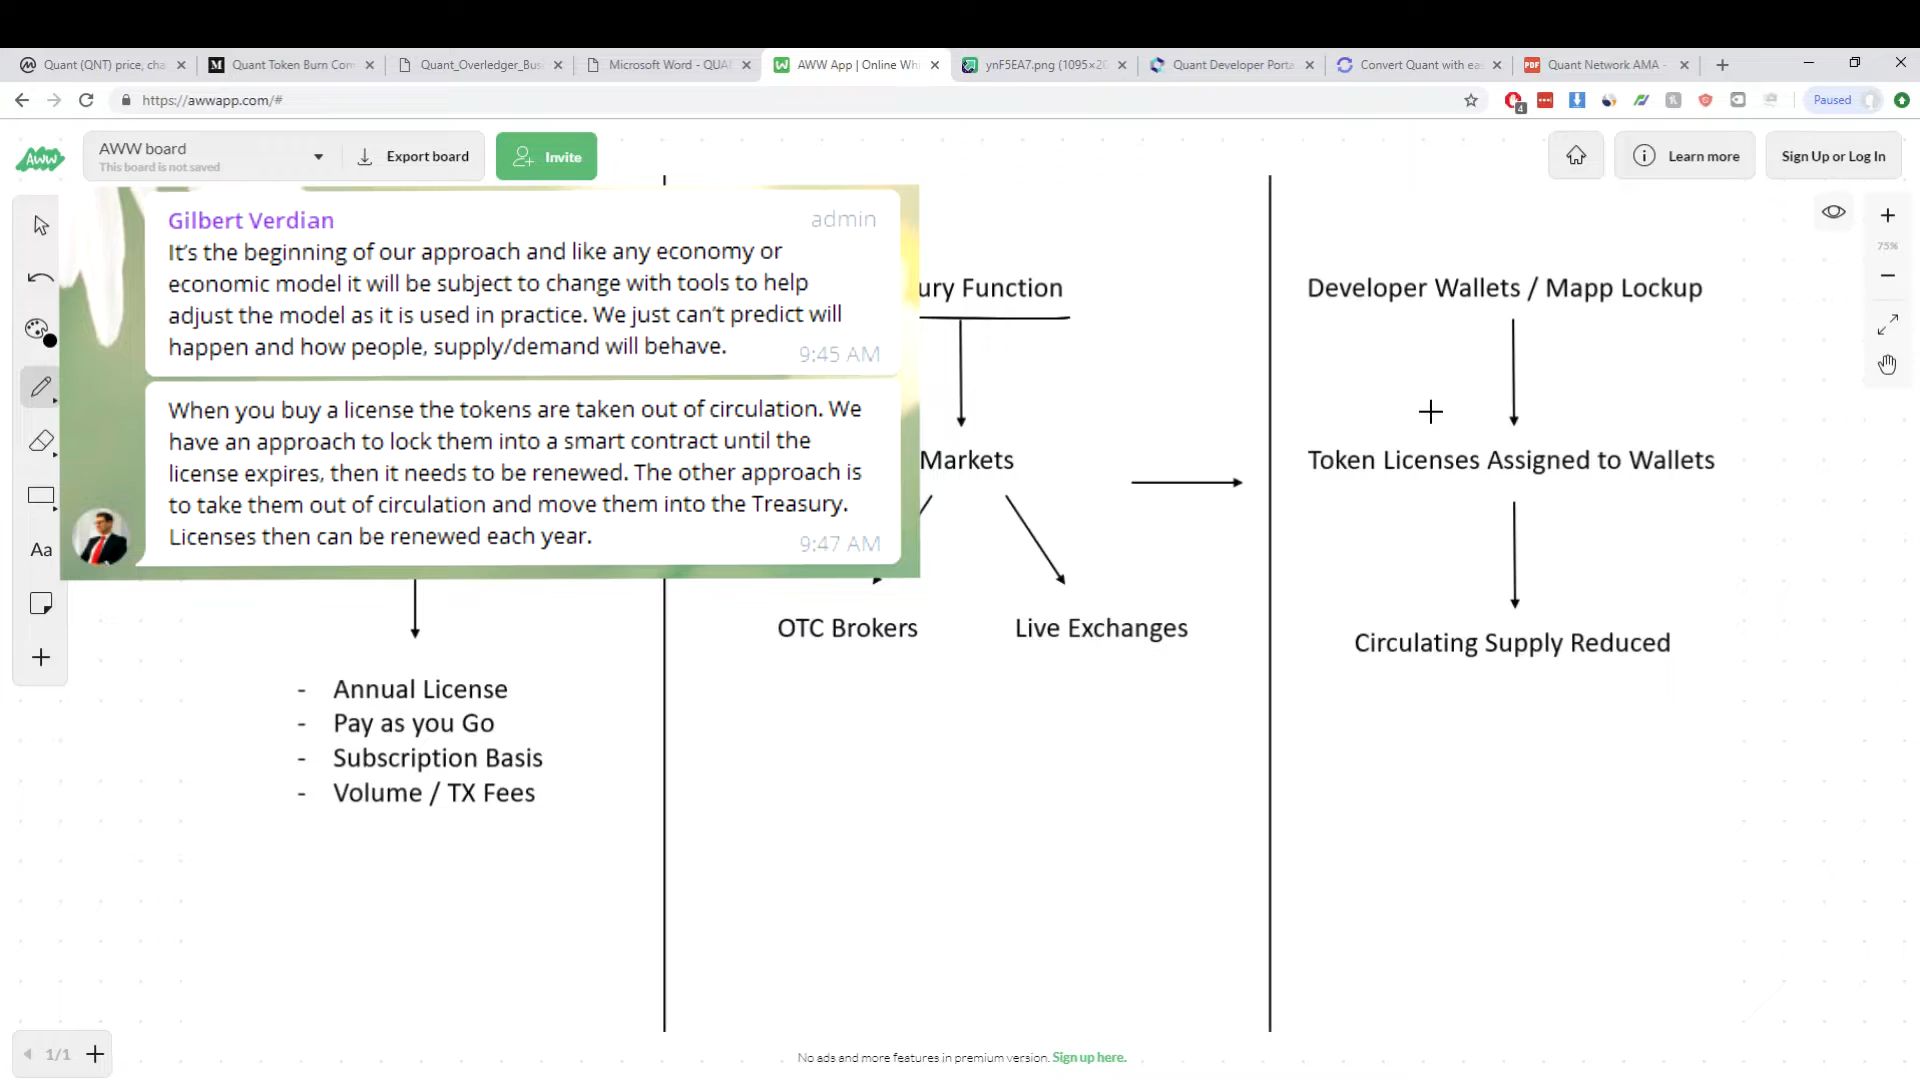 Quant (QNT) price, cha
Quant Token Burn Con
Quant_Overledger_Bus
Microsoft Word - QUA
AWW App | Online Whi
ynF5EA7.png (1095×20
Quant Developer Porta
Convert Quant with ea
Quant Network AMA -
https://awwapp.com/#
4
Paused
AWW
AWW board
This board is not saved
Export board
Invite
Learn more
Sign Up or Log In
75%
Gilbert Verdian
admin
It's the beginning of our approach and like any economy or
economic model it will be subject to change with tools to help
adjust the model as it is used in practice. We just can't predict will
happen and how people, supply/demand will behave.
9:45 AM
When you buy a license the tokens are taken out of circulation. We
have an approach to lock them into a smart contract until the
license expires, then it needs to be renewed. The other approach is
to take them out of circulation and move them into the Treasury.
Licenses then can be renewed each year.
9:47 AM
Aa
- Annual License
- Pay as you Go
- Subscription Basis
- Volume / TX Fees
ury Function
Markets
OTC Brokers
Live Exchanges
Developer Wallets / Mapp Lockup
Token Licenses Assigned to Wallets
Circulating Supply Reduced
1/1
No ads and more features in premium version. Sign up here.